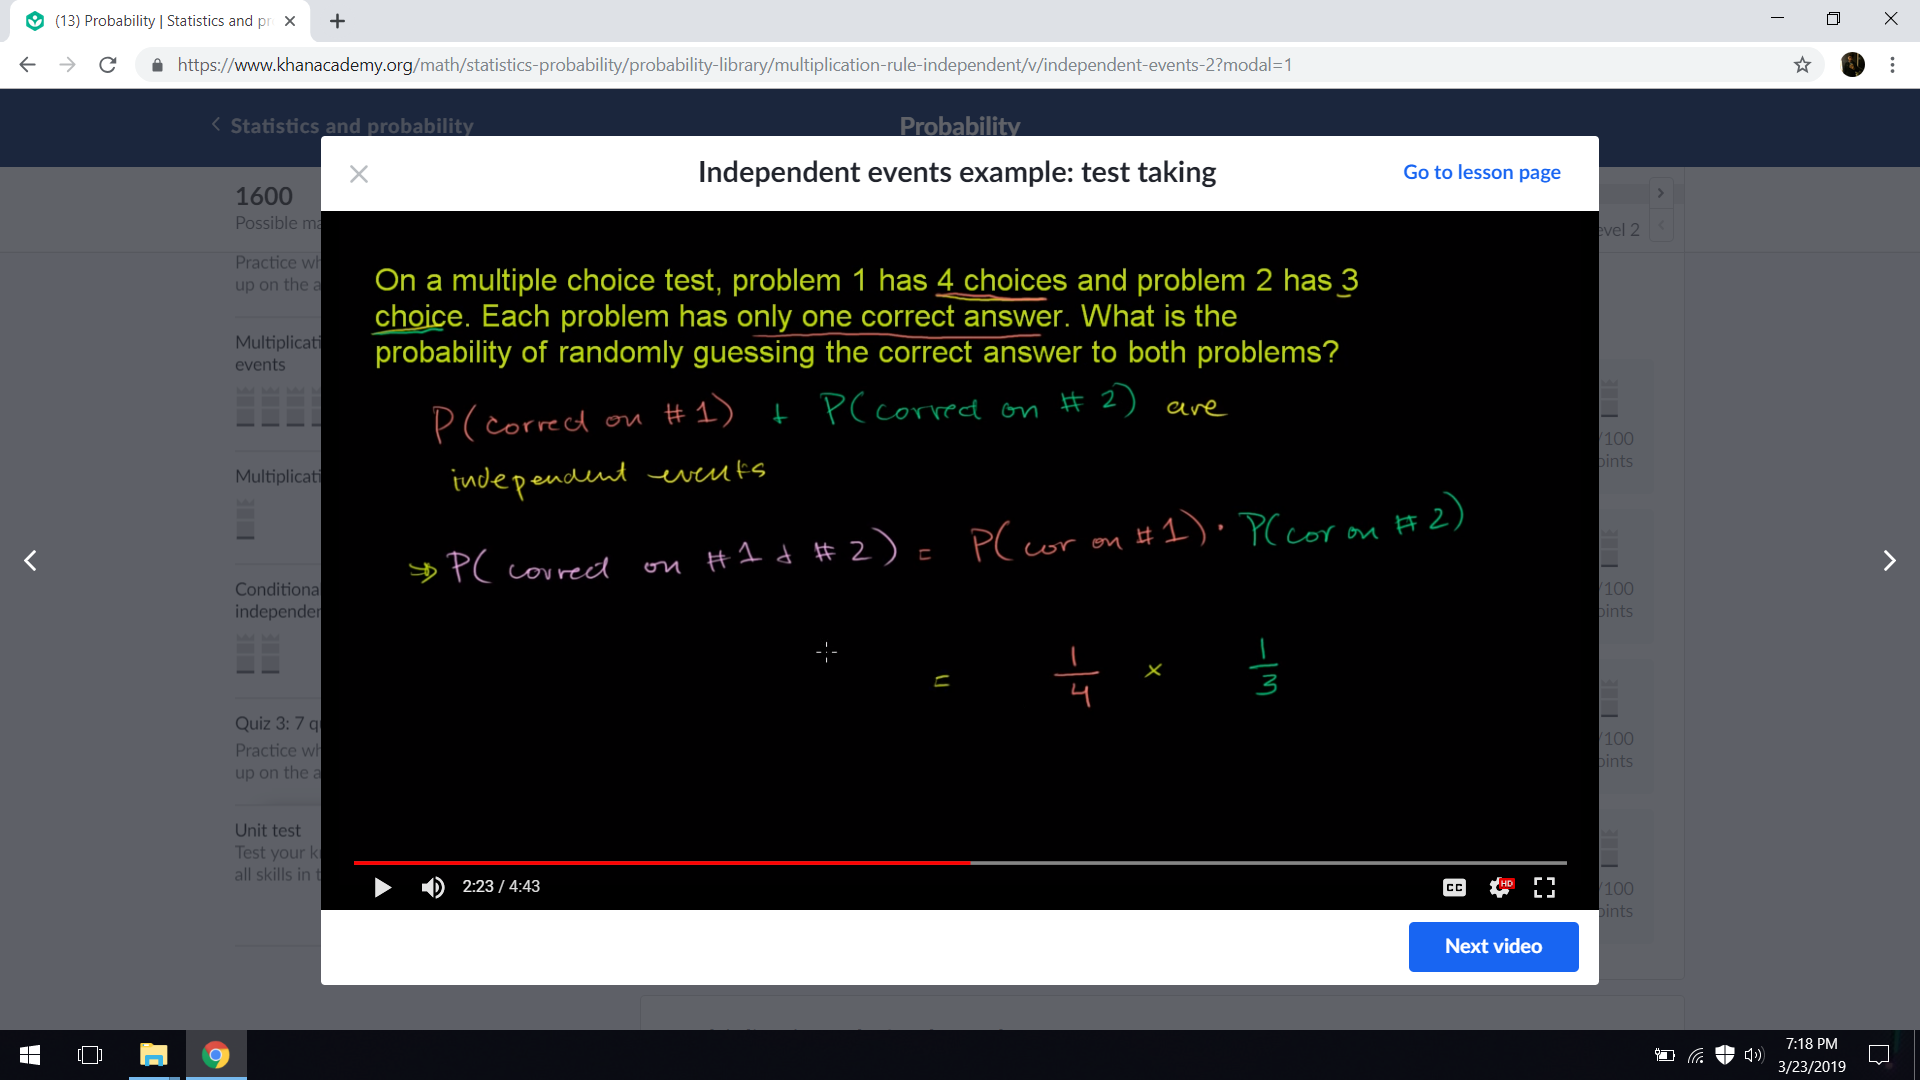 (13) Probability | Statistics and pr
https://www.khanacademy.org/math/statistics-probability/probability-library/multiplication-rule-independent/v/independent-events-2?modal=1
Statistics and probability
Probability
Independent events example: test taking
Go to lesson page
1600
Possible ma
evel 2
Practice wh
up on the a
On a multiple choice test, problem 1 has 4 choices and problem 2 has 3
choice. Each problem has only one correct answer. What is the
probability of randomly guessing the correct answer to both problems?
P(correct on #1) + P(correct on #2) are
independent events
P(correct on #1 + #2) = P(cor on #1) · P(cor on #2)
= 1/4 × 1/3
Multiplicati
events
/100
oints
Multiplicati
Conditiona
independen
/100
oints
Quiz 3: 7 qu
Practice wh
up on the a
/100
oints
Unit test
Test your kn
all skills in t
/100
oints
2:23 / 4:43
CC
HD
Next video
7:18 PM
3/23/2019